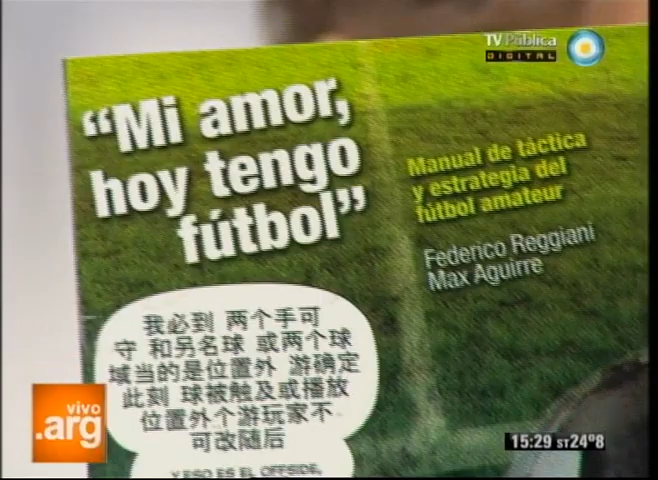 TV Pública
DIGITAL
“Mi amor,
hoy tengo
fútbol”
Manual de táctica
y estrategia del
fútbol amateur
Federico Reggiani
Max Aguirre
我必到 两个手可
守 和另名球 或两个球
域当的是位置外 游确定
此刻 球被触及或播放
位置外个游玩家不
可改随后
Y ESO ES EL OFFSIDE,
vivo
.arg
15:29 ST24º8